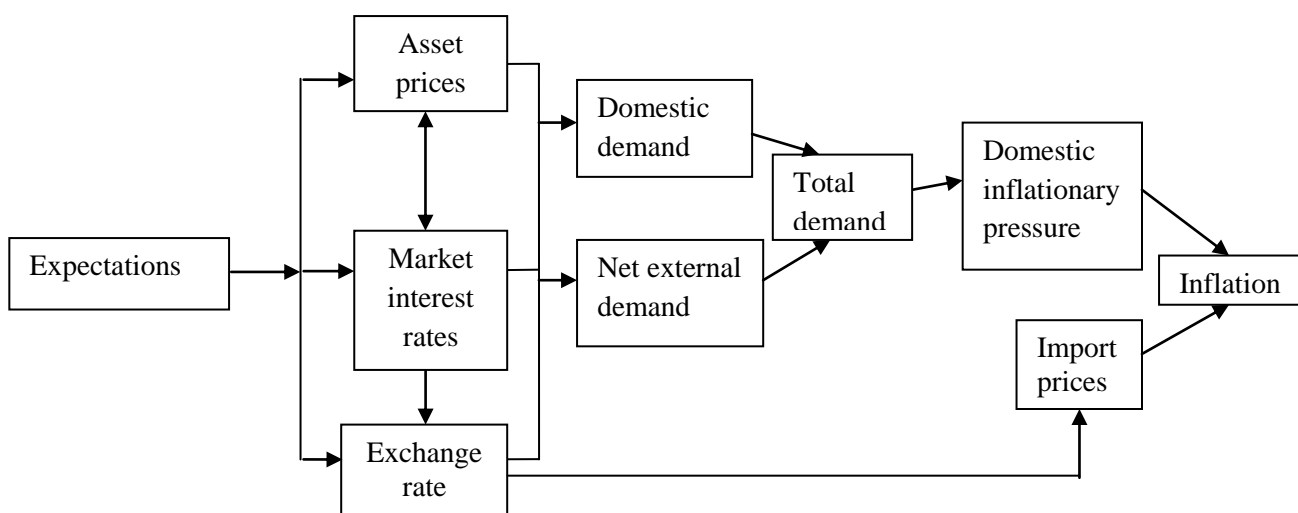 Asset
prices
Domestic
demand
Domestic
inflationary
pressure
Total
demand
Expectations
Market
interest
rates
Net external
demand
Inflation
Import
prices
Exchange
rate